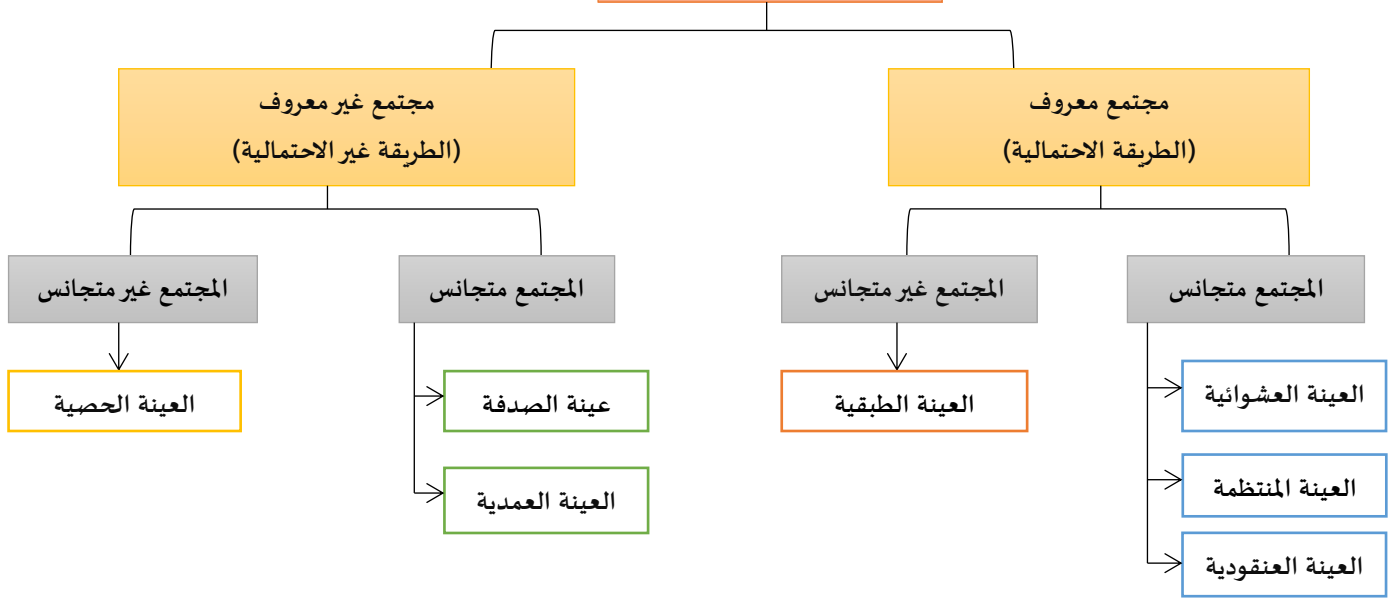 مجتمع معروف
(الطريقة الاحتمالية)
مجتمع غير معروف
(الطريقة غير الاحتمالية)
المجتمع متجانس
المجتمع غير متجانس
المجتمع متجانس
المجتمع غير متجانس
العينة العشوائية
العينة المنتظمة
العينة العنقودية
العينة الطبقية
عينة الصدفة
العينة العمدية
العينة الحصية